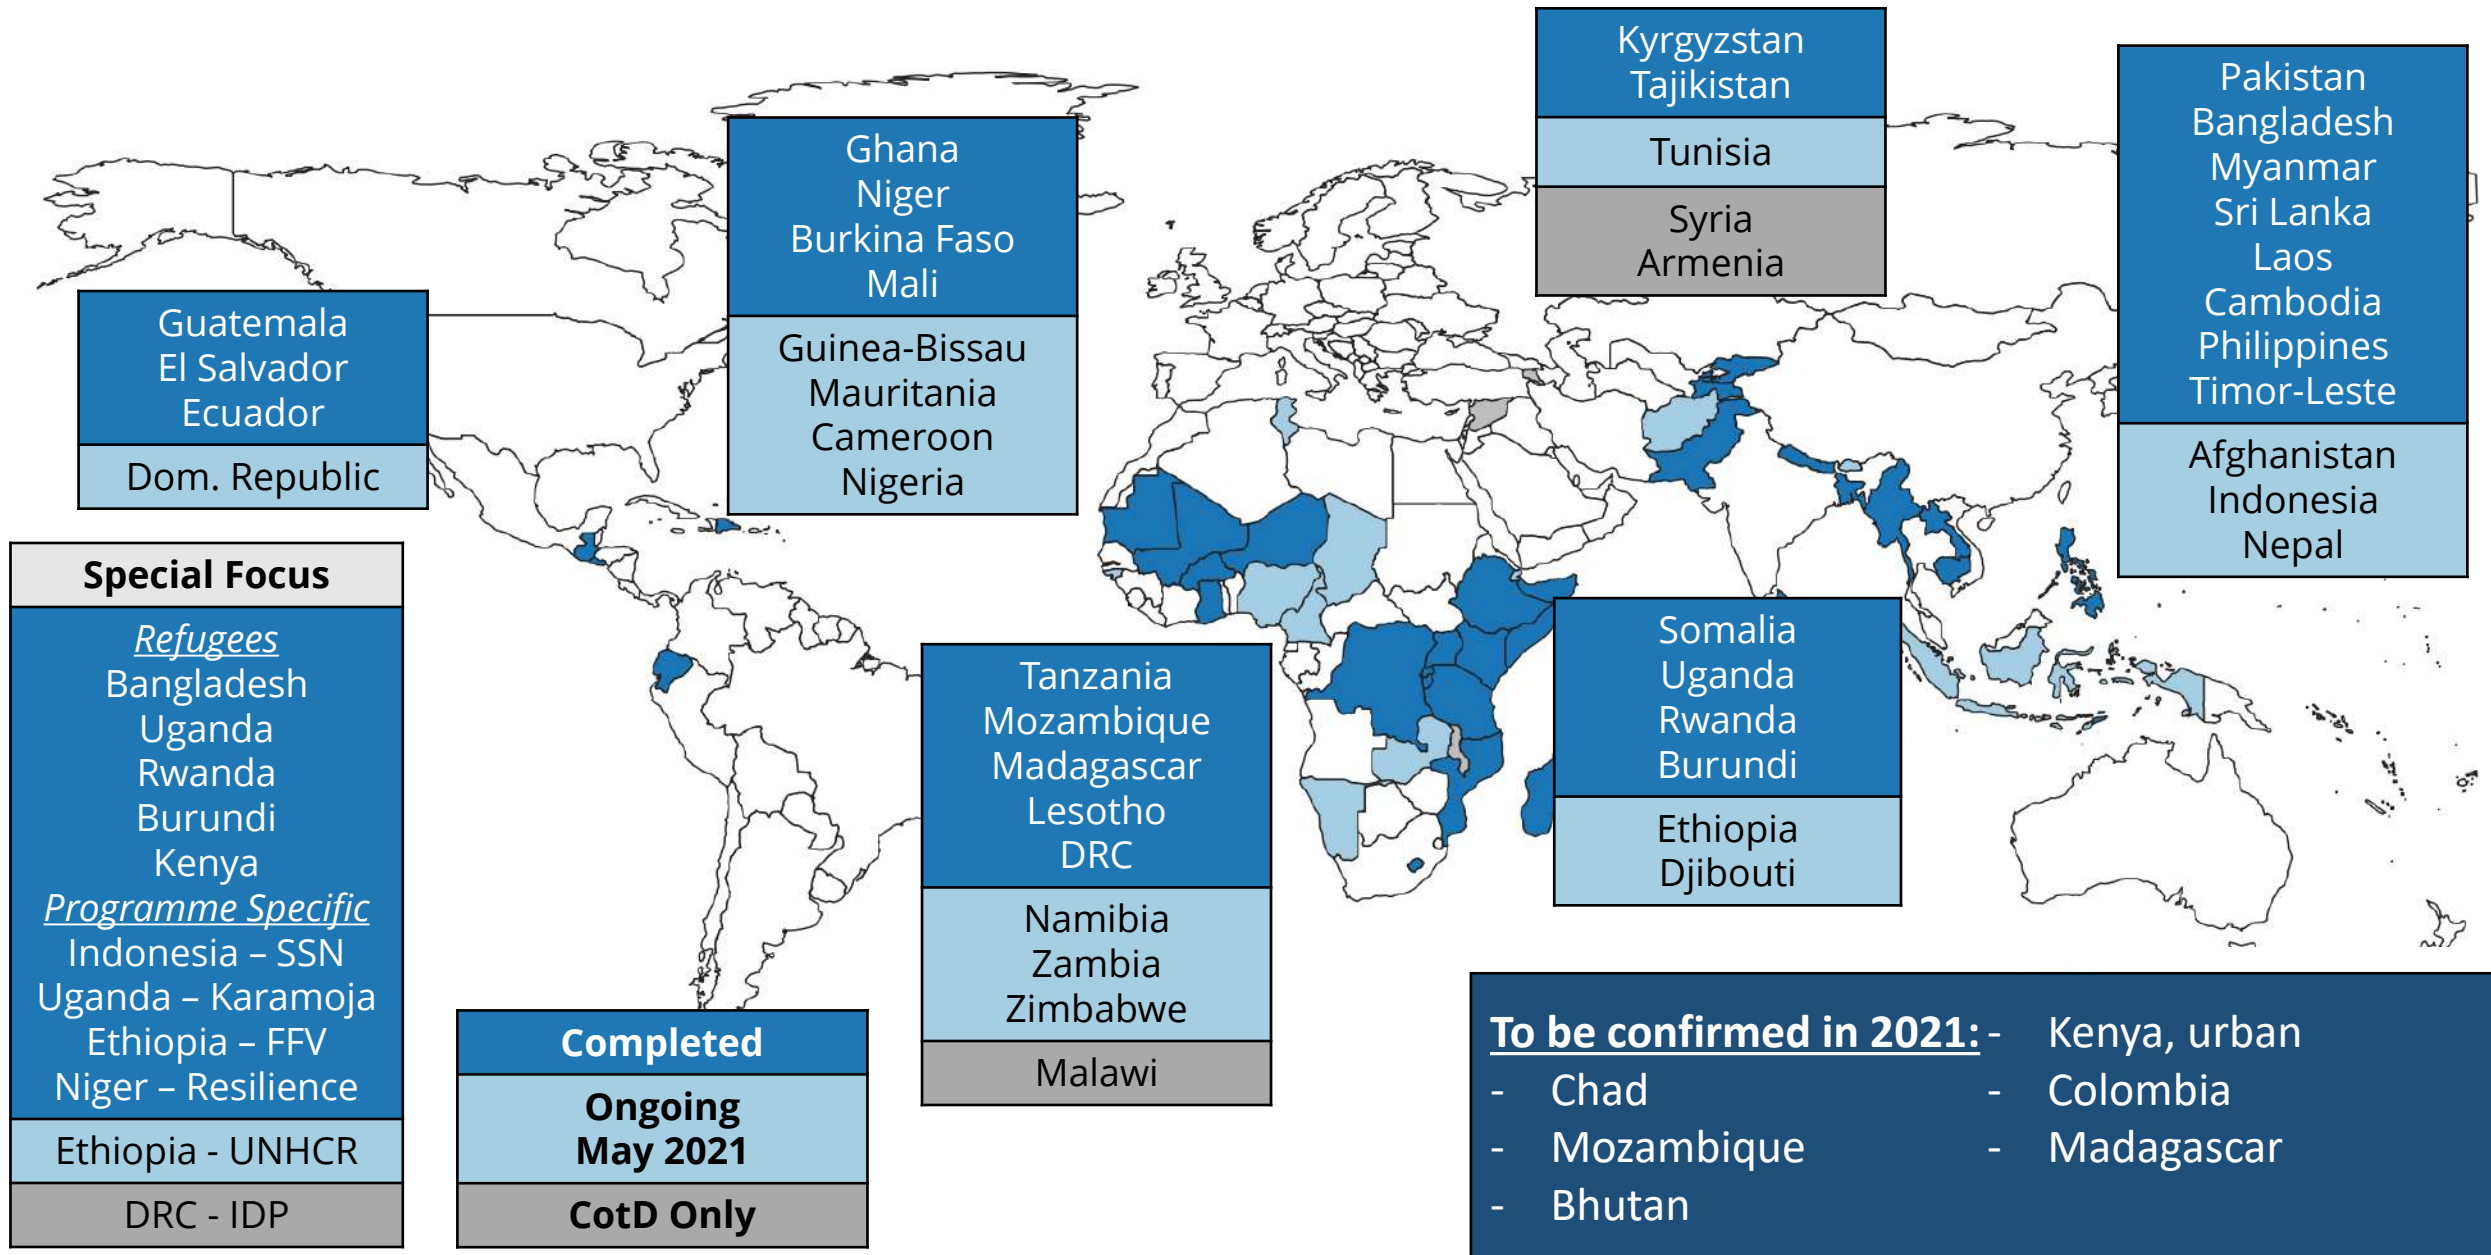 Kyrgyzstan
Tajikistan
Tunisia
Syria
Armenia
Pakistan
Bangladesh
Myanmar
Sri Lanka
Laos
Cambodia
Philippines
Timor-Leste
Afghanistan
Indonesia
Nepal
Ghana
Niger
Burkina Faso
Mali
Guinea-Bissau
Mauritania
Cameroon
Nigeria
Guatemala
El Salvador
Ecuador
Dom. Republic
Special Focus
Refugees
Bangladesh
Uganda
Rwanda
Burundi
Kenya
Programme Specific
Indonesia – SSN
Uganda – Karamoja
Ethiopia – FFV
Niger – Resilience
Ethiopia - UNHCR
DRC - IDP
Tanzania
Mozambique
Madagascar
Lesotho
DRC
Namibia
Zambia
Zimbabwe
Malawi
Somalia
Uganda
Rwanda
Burundi
Ethiopia
Djibouti
Completed
Ongoing
May 2021
CotD Only
To be confirmed in 2021:
- Chad
- Mozambique
- Bhutan
- Kenya, urban
- Colombia
- Madagascar